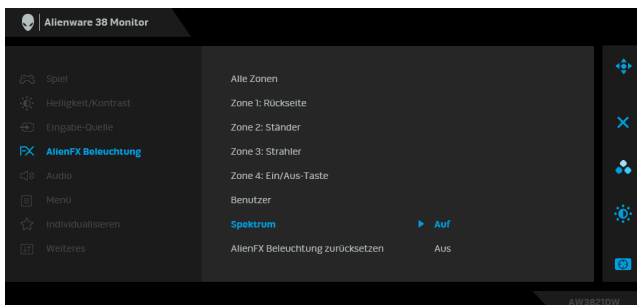 Alienware 38 Monitor
Spiel
Helligkeit/Kontrast
Eingabe-Quelle
AlienFX Beleuchtung
Audio
Menü
Individualisieren
Weiteres
Alle Zonen
Zone 1: Rückseite
Zone 2: Ständer
Zone 3: Strahler
Zone 4: Ein/Aus-Taste
Benutzer
Spektrum Auf
AlienFX Beleuchtung zurücksetzen Aus
AW3821DW